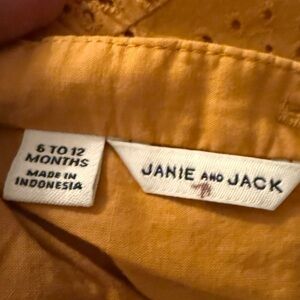 6 TO 12
MONTHS
MADE IN
INDONESIA
JANIE AND JACK